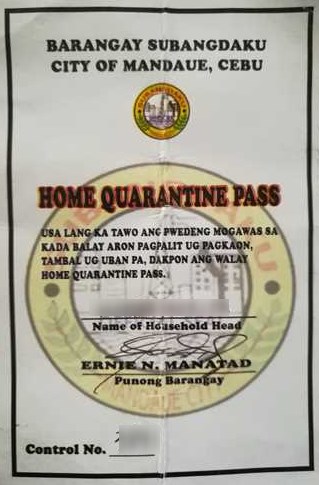 BARANGAY SUBANGDAKU
CITY OF MANDAUE, CEBU
HOME QUARANTINE PASS
USA LANG KA TAWO ANG PWEDENG MOGAWAS SA
KADA BALAY ARON PAGPALIT UG PAGKAON,
TAMBAL UG UBAN PA, DAKPON ANG WALAY
HOME QUARANTINE PASS.
Name of Household Head
ERNIE N. MANATAD
Punong Barangay
MANDAUE CITY
Control No.